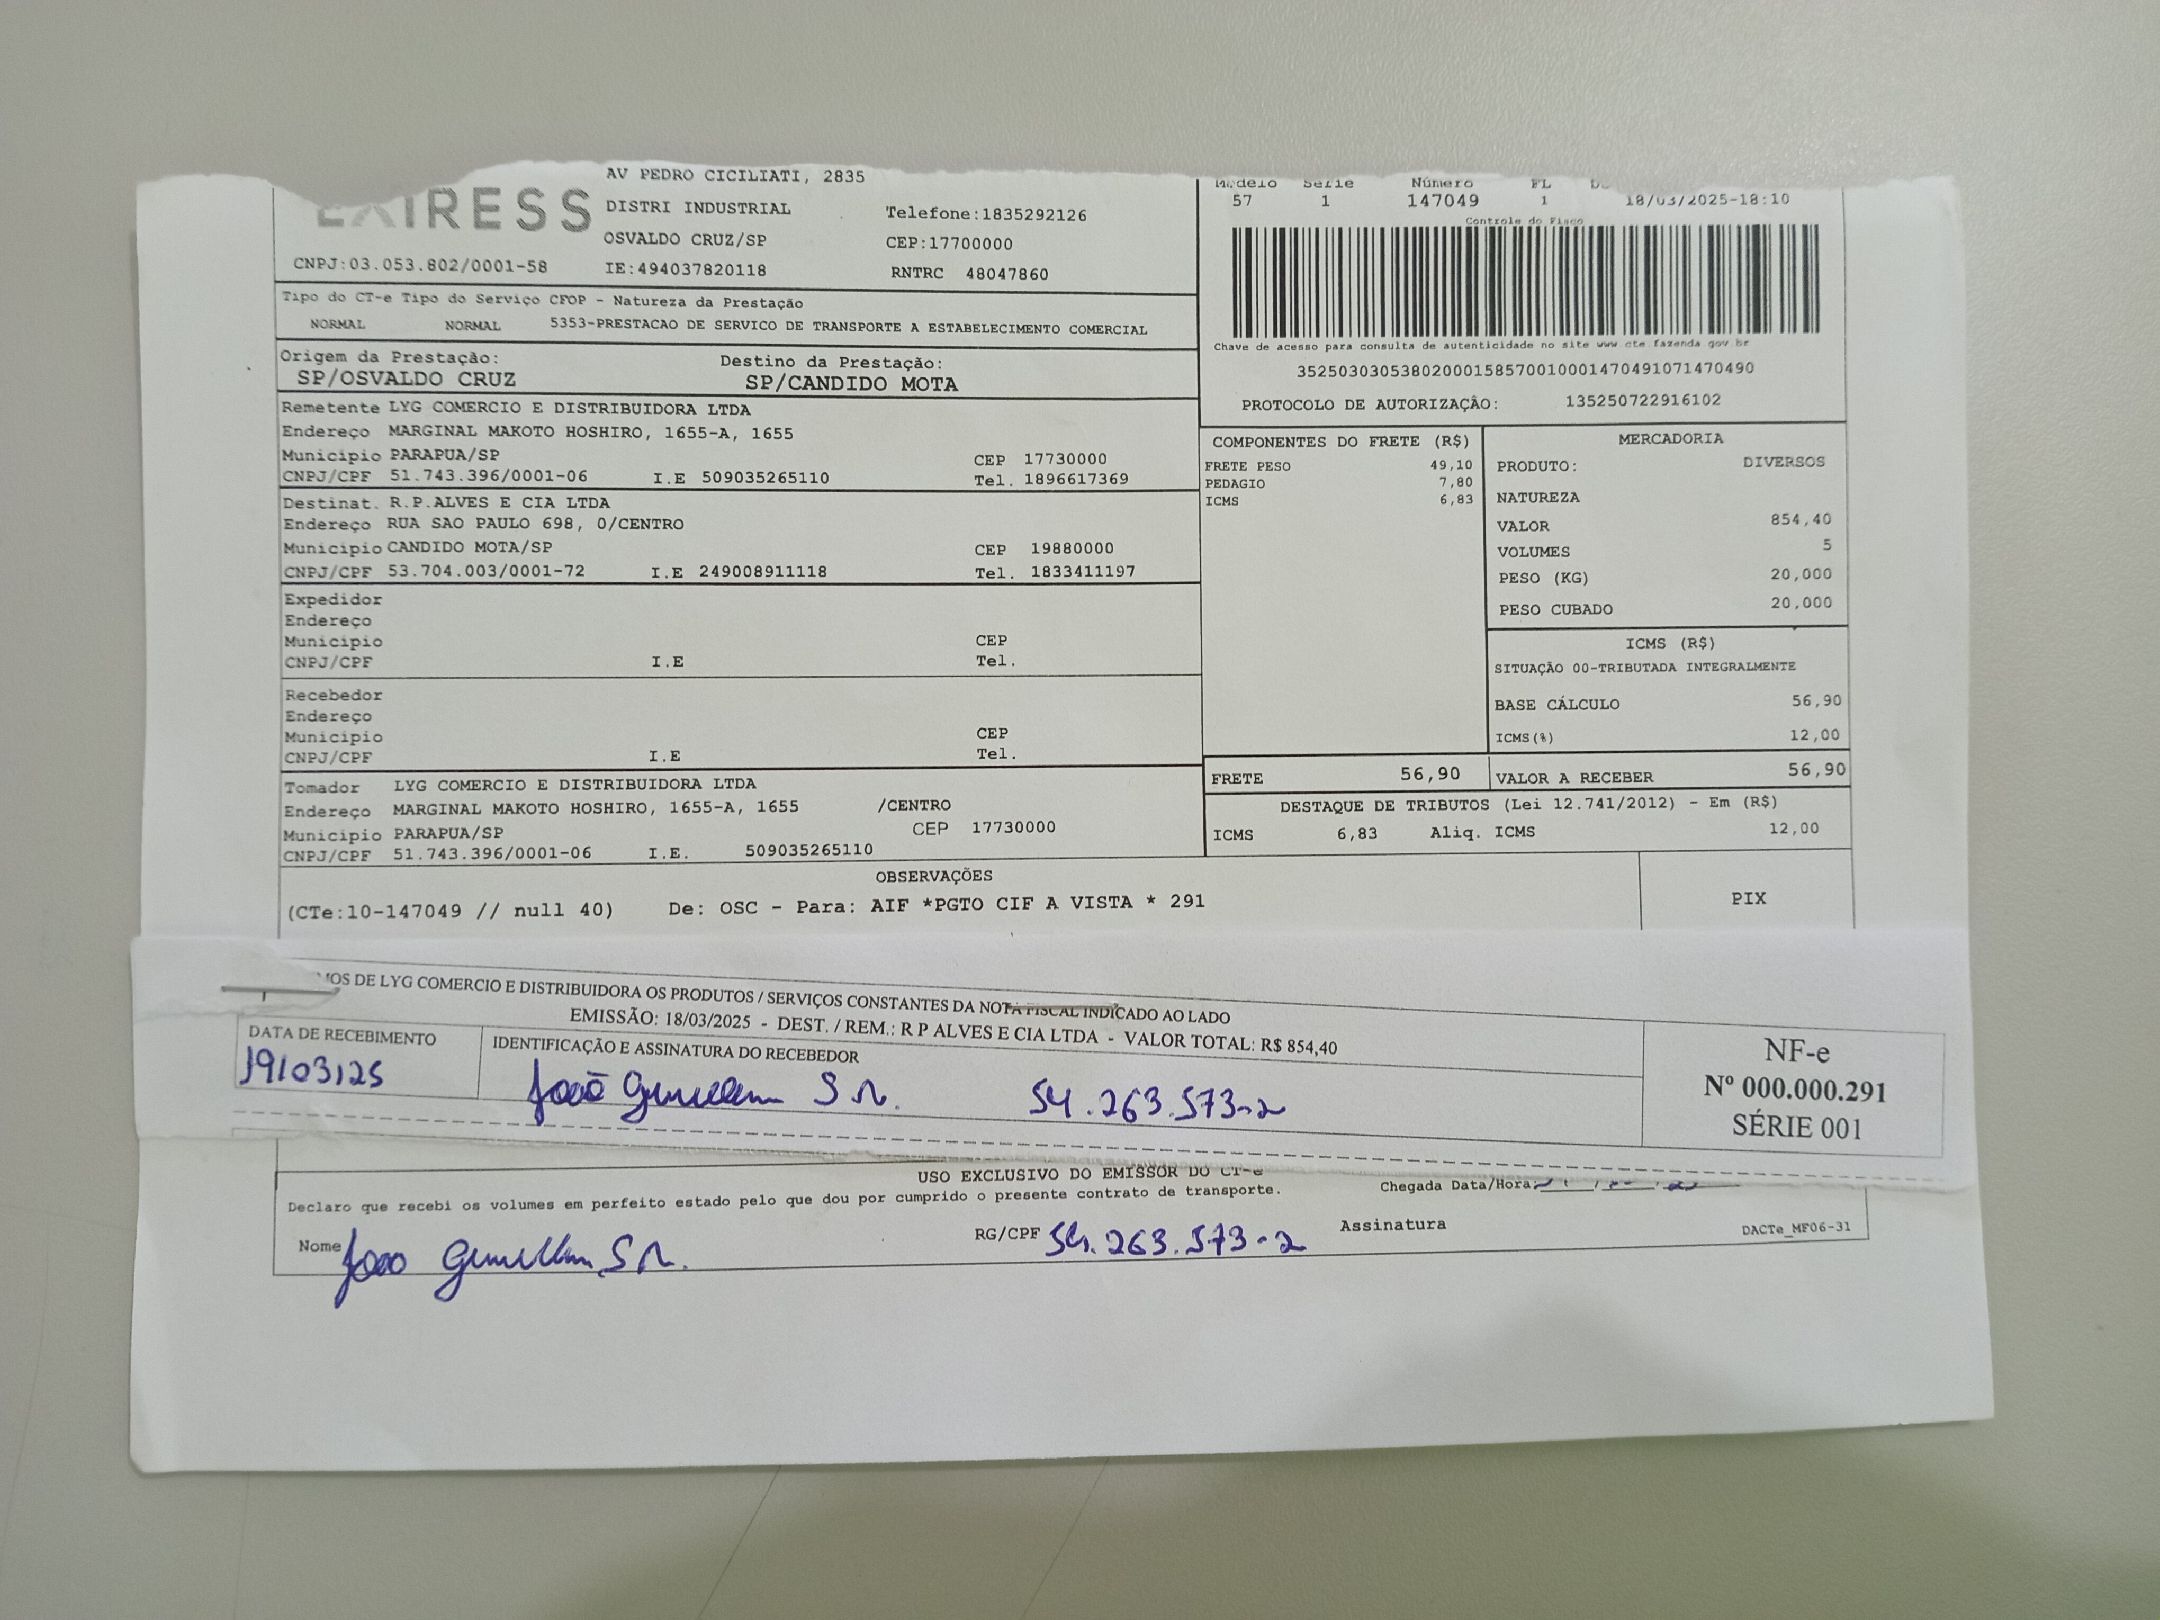 AV PEDRO CICILIATI, 2835
DISTRI INDUSTRIAL Telefone:1835292126
OSVALDO CRUZ/SP CEP:17700000
CNPJ:03.053.802/0001-58 IE:494037820118 RNTRC 48047860
Modelo Série Número FL
57 1 147049 1 18/03/2025-18:10
Controle do Fisco
Chave de acesso para consulta de autenticidade no site www.cte.fazenda.gov.br
35250303053802000158570010001470491071470490
PROTOCOLO DE AUTORIZAÇÂO: 135250722916102
Tipo do CT-e Tipo do Serviço CFOP - Natureza da Prestação
NORMAL NORMAL 5353-PRESTACAO DE SERVICO DE TRANSPORTE A ESTABELECIMENTO COMERCIAL
Origem da Prestação: Destino da Prestação:
SP/OSVALDO CRUZ SP/CANDIDO MOTA
Remetente LYG COMERCIO E DISTRIBUIDORA LTDA
Endereço MARGINAL MAKOTO HOSHIRO, 1655-A, 1655
Municipio PARAPUA/SP CEP 17730000
CNPJ/CPF 51.743.396/0001-06 I.E 509035265110 Tel. 1896617369
Destinat. R.P.ALVES E CIA LTDA
Endereço RUA SAO PAULO 698, 0/CENTRO
Municipio CANDIDO MOTA/SP CEP 19880000
CNPJ/CPF 53.704.003/0001-72 I.E 249008911118 Tel. 1833411197
Expedidor
Endereço
Municipio CEP
CNPJ/CPF I.E Tel.
Recebedor
Endereço
Municipio CEP
CNPJ/CPF I.E Tel.
Tomador LYG COMERCIO E DISTRIBUIDORA LTDA
Endereço MARGINAL MAKOTO HOSHIRO, 1655-A, 1655 /CENTRO
Municipio PARAPUA/SP CEP 17730000
CNPJ/CPF 51.743.396/0001-06 I.E. 509035265110
COMPONENTES DO FRETE (R$)
FRETE PESO 49,10
PEDAGIO 7,80
ICMS 6,83
MERCADORIA
PRODUTO: DIVERSOS
NATUREZA
VALOR 854,40
VOLUMES 5
PESO (KG) 20,000
PESO CUBADO 20,000
ICMS (R$)
SITUAÇÃO 00-TRIBUTADA INTEGRALMENTE
BASE CÁLCULO 56,90
ICMS(%) 12,00
FRETE 56,90 VALOR A RECEBER 56,90
DESTAQUE DE TRIBUTOS (Lei 12.741/2012) - Em (R$)
ICMS 6,83 Aliq. ICMS 12,00
OBSERVAÇÕES
(CTe:10-147049 // null 40) De: OSC - Para: AIF *PGTO CIF A VISTA * 291
PIX
DE LYG COMERCIO E DISTRIBUIDORA OS PRODUTOS / SERVIÇOS CONSTANTES DA NOTA FISCAL INDICADO AO LADO
EMISSÃO: 18/03/2025 - DEST. / REM.: R P ALVES E CIA LTDA - VALOR TOTAL: R$ 854,40
DATA DE RECEBIMENTO IDENTIFICAÇÃO E ASSINATURA DO RECEBEDOR
19/03/25 João S 54.263.573-2
NF-e
Nº 000.000.291
SÉRIE 001
USO EXCLUSIVO DO EMISSOR DO CT-e
Declaro que recebi os volumes em perfeito estado pelo que dou por cumprido o presente contrato de transporte. Chegada Data/Hora:
Nome Joao S RG/CPF 54.263.573-2 Assinatura DACTe_MF06-31